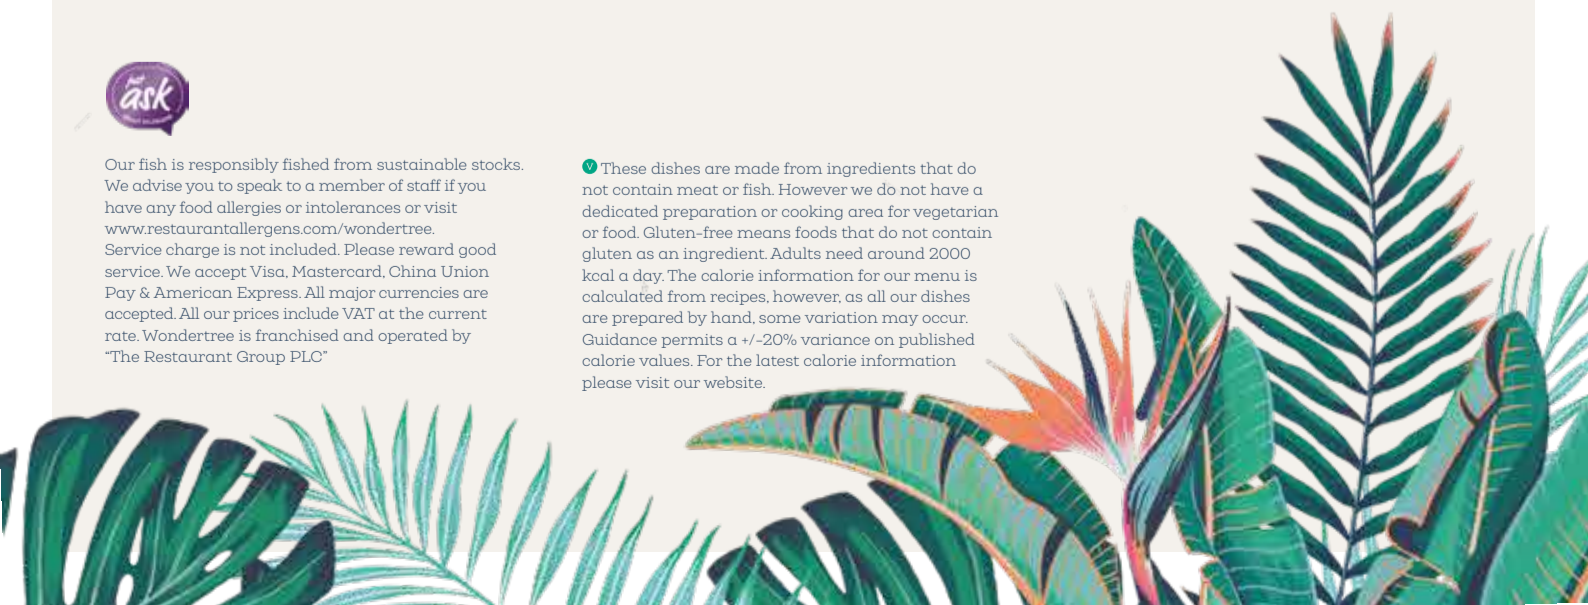 ask
Our fish is responsibly fished from sustainable stocks.
We advise you to speak to a member of staff if you
have any food allergies or intolerances or visit
www.restaurantallergens.com/wondertree.
Service charge is not included. Please reward good
service. We accept Visa, Mastercard, China Union
Pay & American Express. All major currencies are
accepted. All our prices include VAT at the current
rate. Wondertree is franchised and operated by
“The Restaurant Group PLC”
V These dishes are made from ingredients that do
not contain meat or fish. However we do not have a
dedicated preparation or cooking area for vegetarian
or food. Gluten-free means foods that do not contain
gluten as an ingredient. Adults need around 2000
kcal a day. The calorie information for our menu is
calculated from recipes, however, as all our dishes
are prepared by hand, some variation may occur.
Guidance permits a +/-20% variance on published
calorie values. For the latest calorie information
please visit our website.